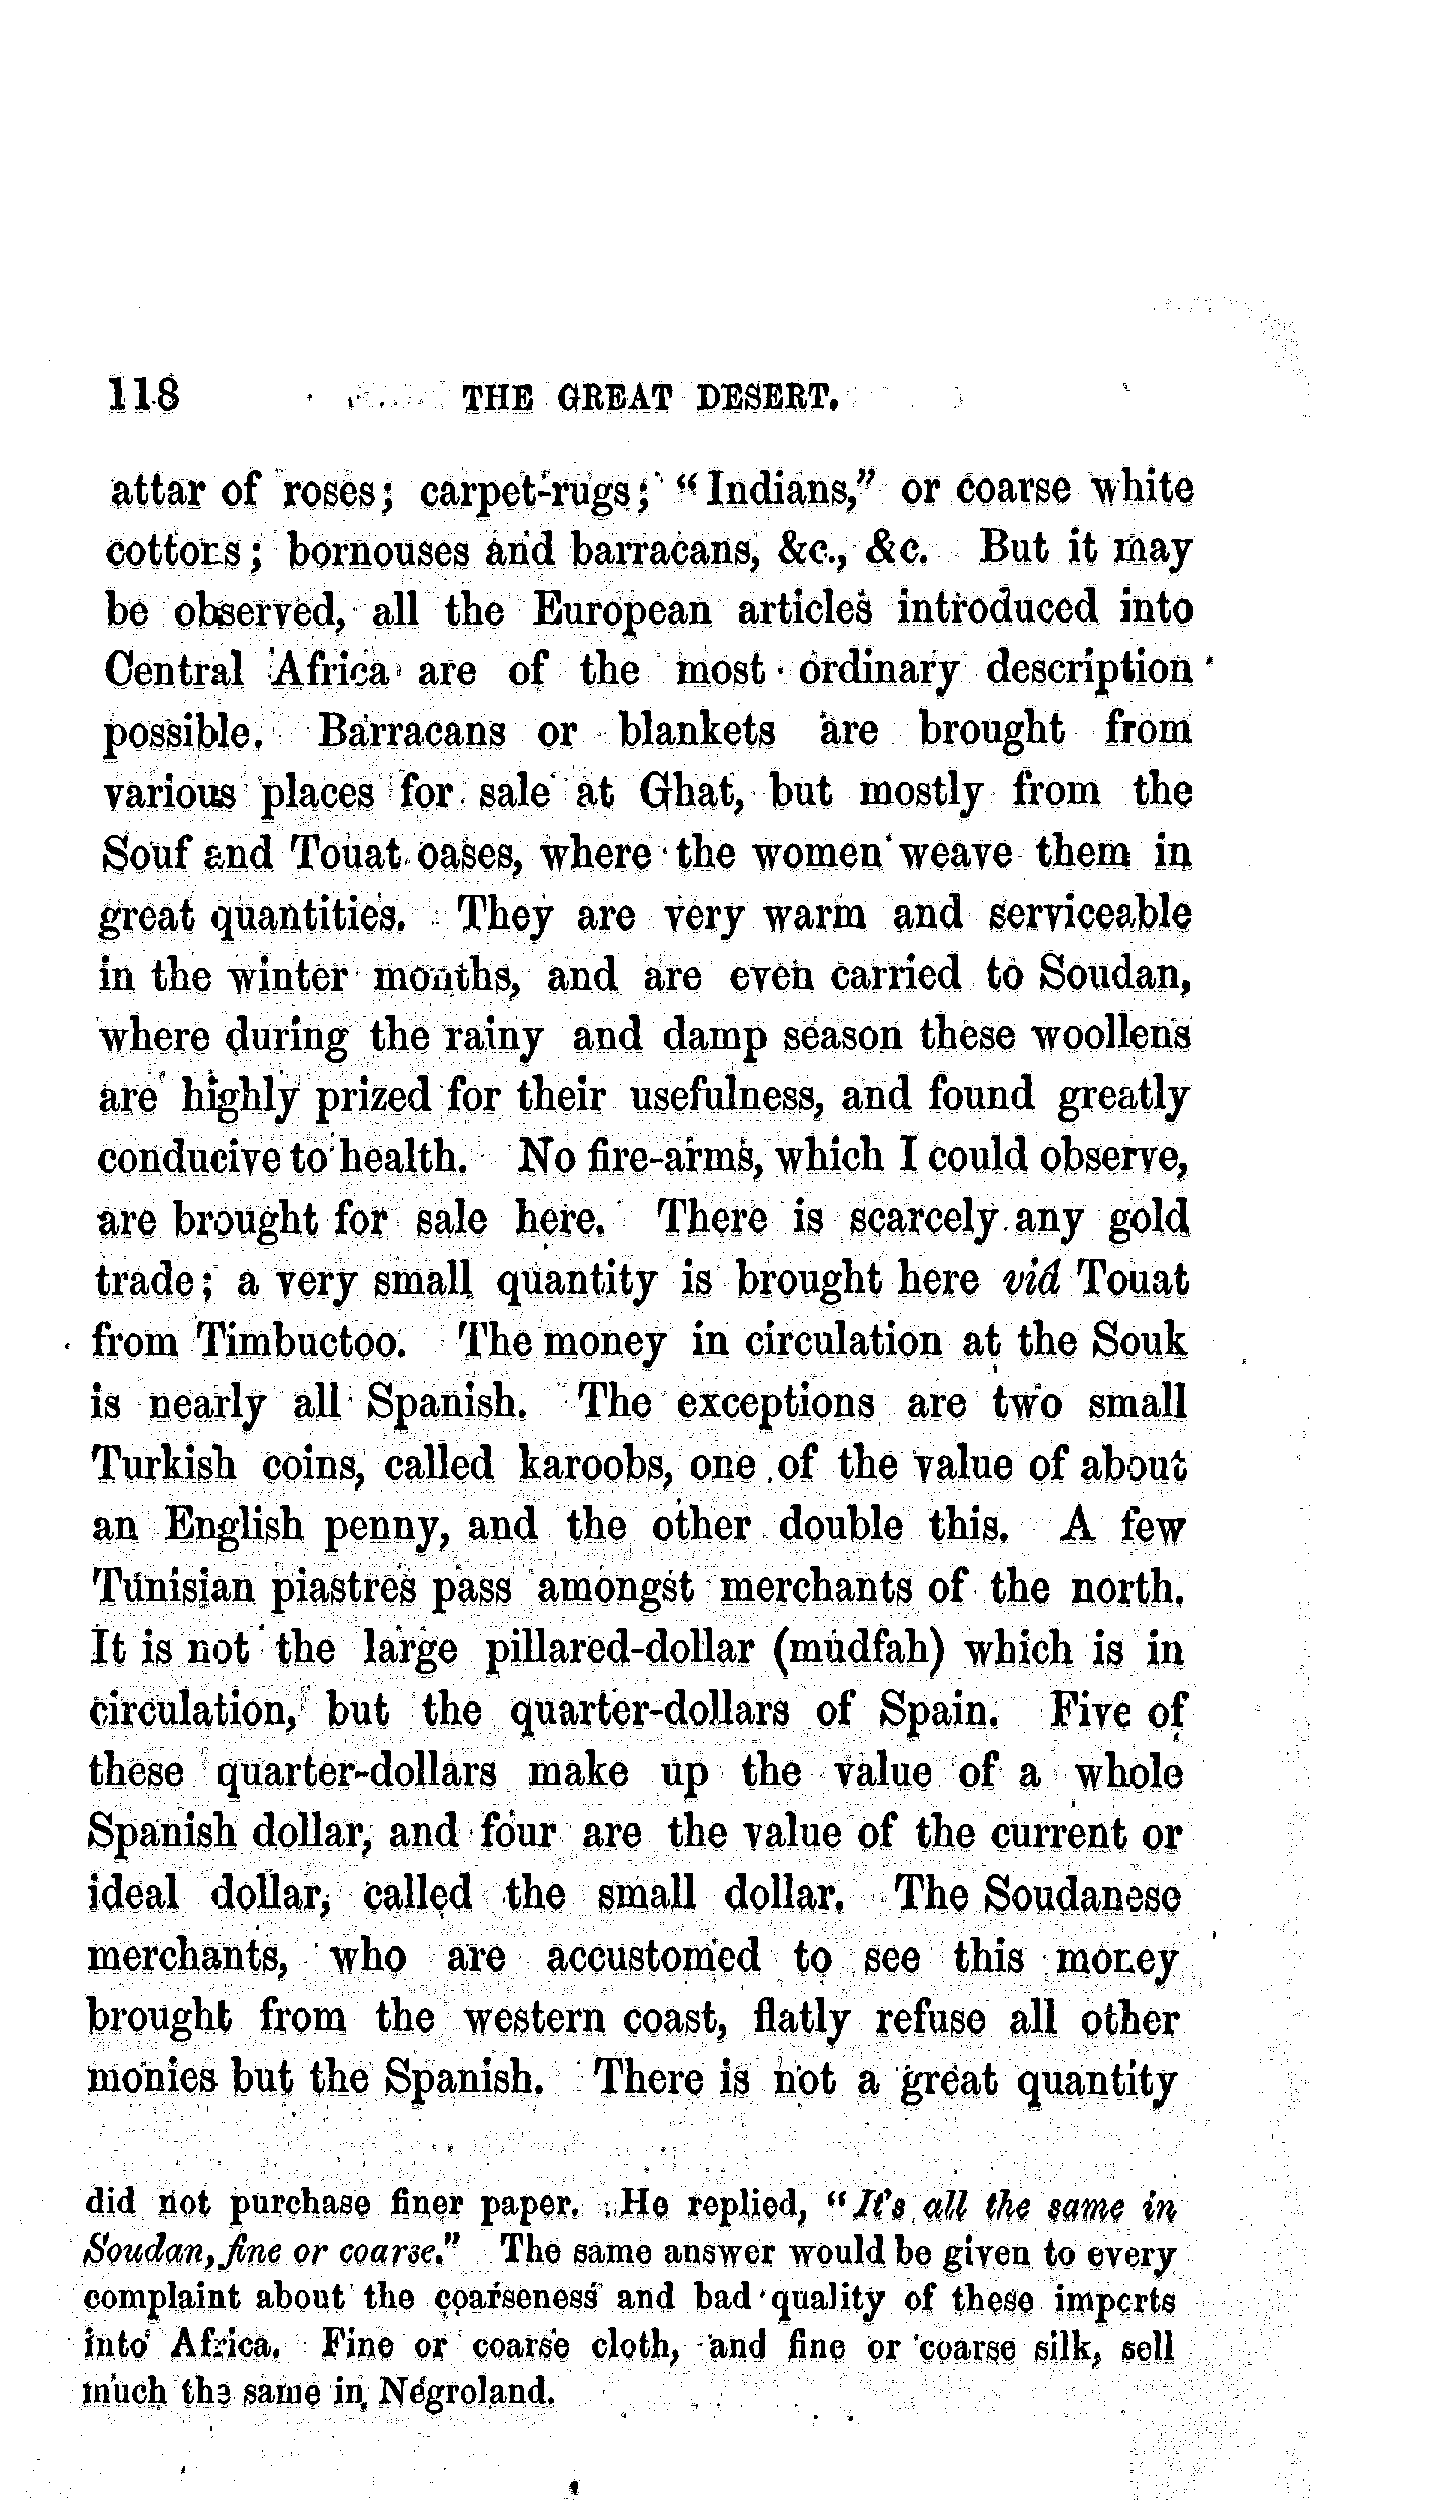 118 THE GREAT DESERT.
attar of roses; carpet-rugs; “Indians,” or coarse white
cottons; bornouses and barracans, &c., &c. But it may
be observed, all the European articles introduced into
Central Africa are of the most ordinary description
possible. Barracans or blankets are brought from
various places for sale at Ghat, but mostly from the
Souf and Touat oases, where the women weave them in
great quantities. They are very warm and serviceable
in the winter months, and are even carried to Soudan,
where during the rainy and damp season these woollens
are highly prized for their usefulness, and found greatly
conducive to health. No fire-arms, which I could observe,
are brought for sale here. There is scarcely any gold
trade; a very small quantity is brought here viâ Touat
from Timbuctoo. The money in circulation at the Souk
is nearly all Spanish. The exceptions are two small
Turkish coins, called karoobs, one of the value of about
an English penny, and the other double this. A few
Tunisian piastres pass amongst merchants of the north.
It is not the large pillared-dollar (mudfah) which is in
circulation, but the quarter-dollars of Spain. Five of
these quarter-dollars make up the value of a whole
Spanish dollar, and four are the value of the current or
ideal dollar, called the small dollar. The Soudanese
merchants, who are accustomed to see this money
brought from the western coast, flatly refuse all other
monies but the Spanish. There is not a great quantity
did not purchase finer paper. He replied, “It's all the same in
Soudan, fine or coarse.” The same answer would be given to every
complaint about the coarseness and bad quality of these imports
into Africa. Fine or coarse cloth, and fine or coarse silk, sell
much the same in Negroland.